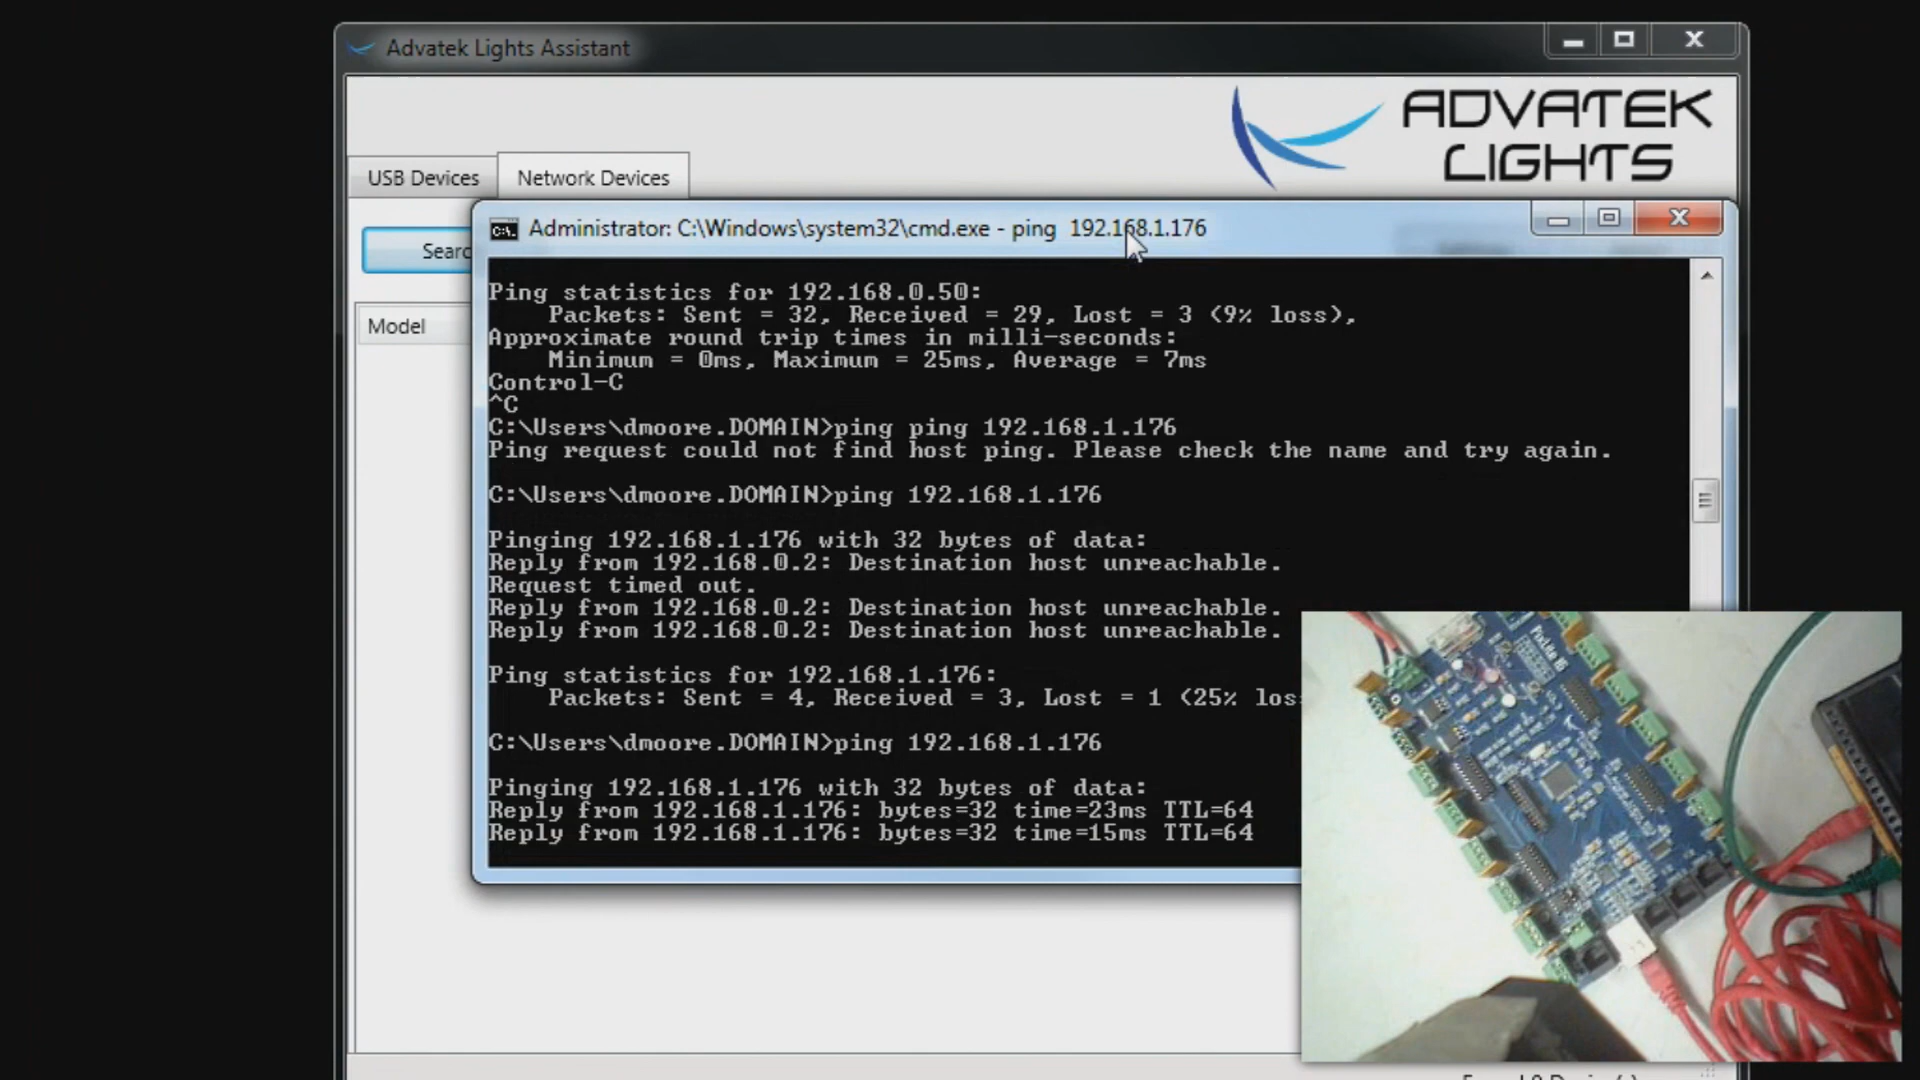 Advatek Lights Assistant
ADVATEK
LIGHTS
USB Devices
Network Devices
Administrator: C:\Windows\system32\cmd.exe - ping 192.168.1.176
Model
Ping statistics for 192.168.0.50:
Packets: Sent = 32, Received = 29, Lost = 3 (9% loss),
Approximate round trip times in milli-seconds:
Minimum = 0ms, Maximum = 25ms, Average = 7ms
Control-C
^C
C:\Users\dmoore.DOMAIN>ping ping 192.168.1.176
Ping request could not find host ping. Please check the name and try again.
C:\Users\dmoore.DOMAIN>ping 192.168.1.176
Pinging 192.168.1.176 with 32 bytes of data:
Reply from 192.168.0.2: Destination host unreachable.
Request timed out.
Reply from 192.168.0.2: Destination host unreachable.
Reply from 192.168.0.2: Destination host unreachable.
Ping statistics for 192.168.1.176:
Packets: Sent = 4, Received = 3, Lost = 1 (25% los
C:\Users\dmoore.DOMAIN>ping 192.168.1.176
Pinging 192.168.1.176 with 32 bytes of data:
Reply from 192.168.1.176: bytes=32 time=23ms TTL=64
Reply from 192.168.1.176: bytes=32 time=15ms TTL=64
PixLite 16